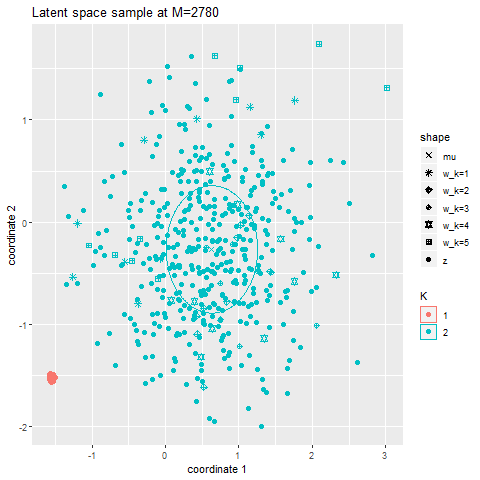 Latent space sample at M=2780
coordinate 2
1
0
-1
-2
-1
0
1
2
3
coordinate 1
shape
mu
w_k=1
w_k=2
w_k=3
w_k=4
w_k=5
z
K
1
2